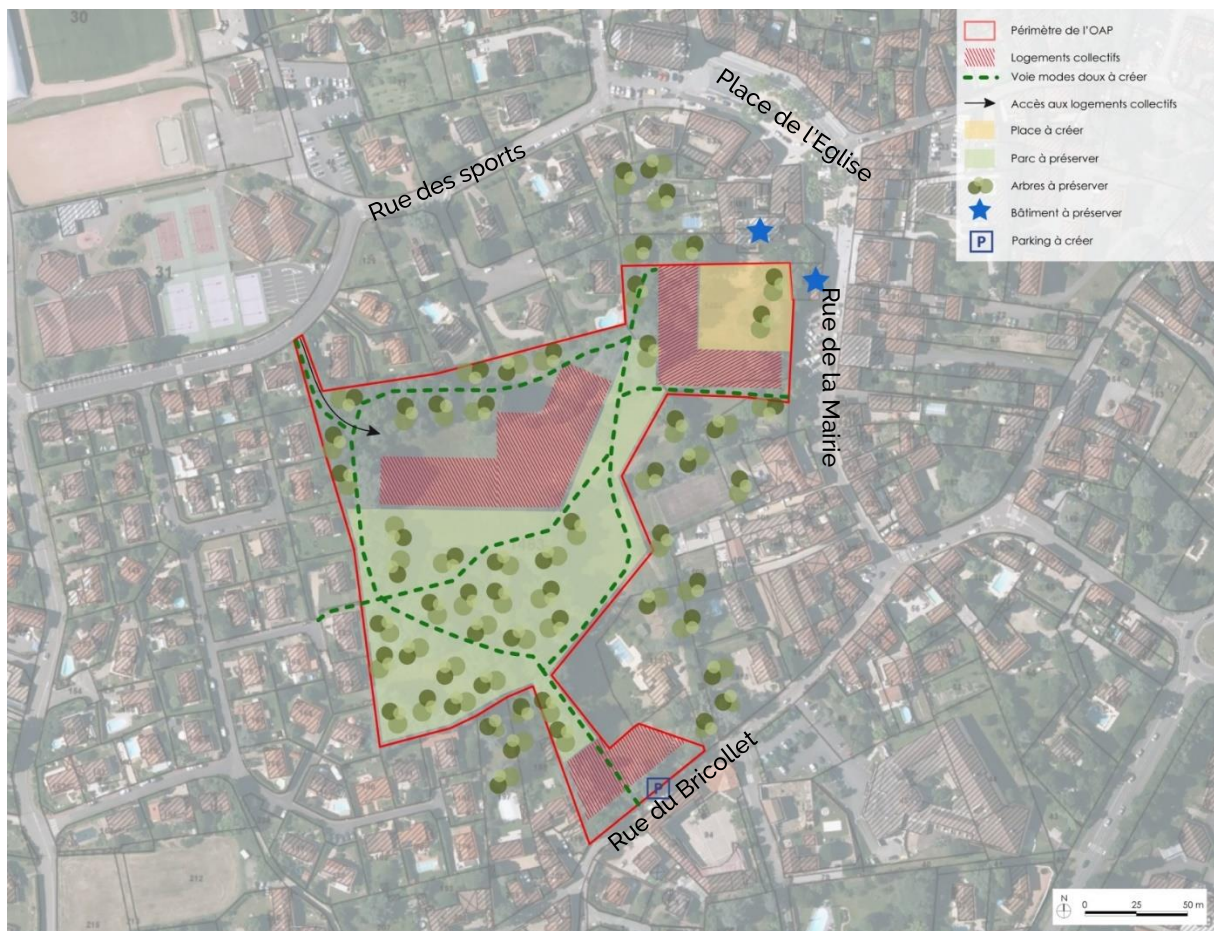 30
Place de l'Eglise
Rue des sports
31
Rue de la Mairie
Rue du Bricollet
P
212
84
Périmètre de l'OAP
Logements collectifs
Voie modes doux à créer
Accès aux logements collectifs
Place à créer
Parc à préserver
Arbres à préserver
Bâtiment à préserver
P
Parking à créer
N
0 25 50 m